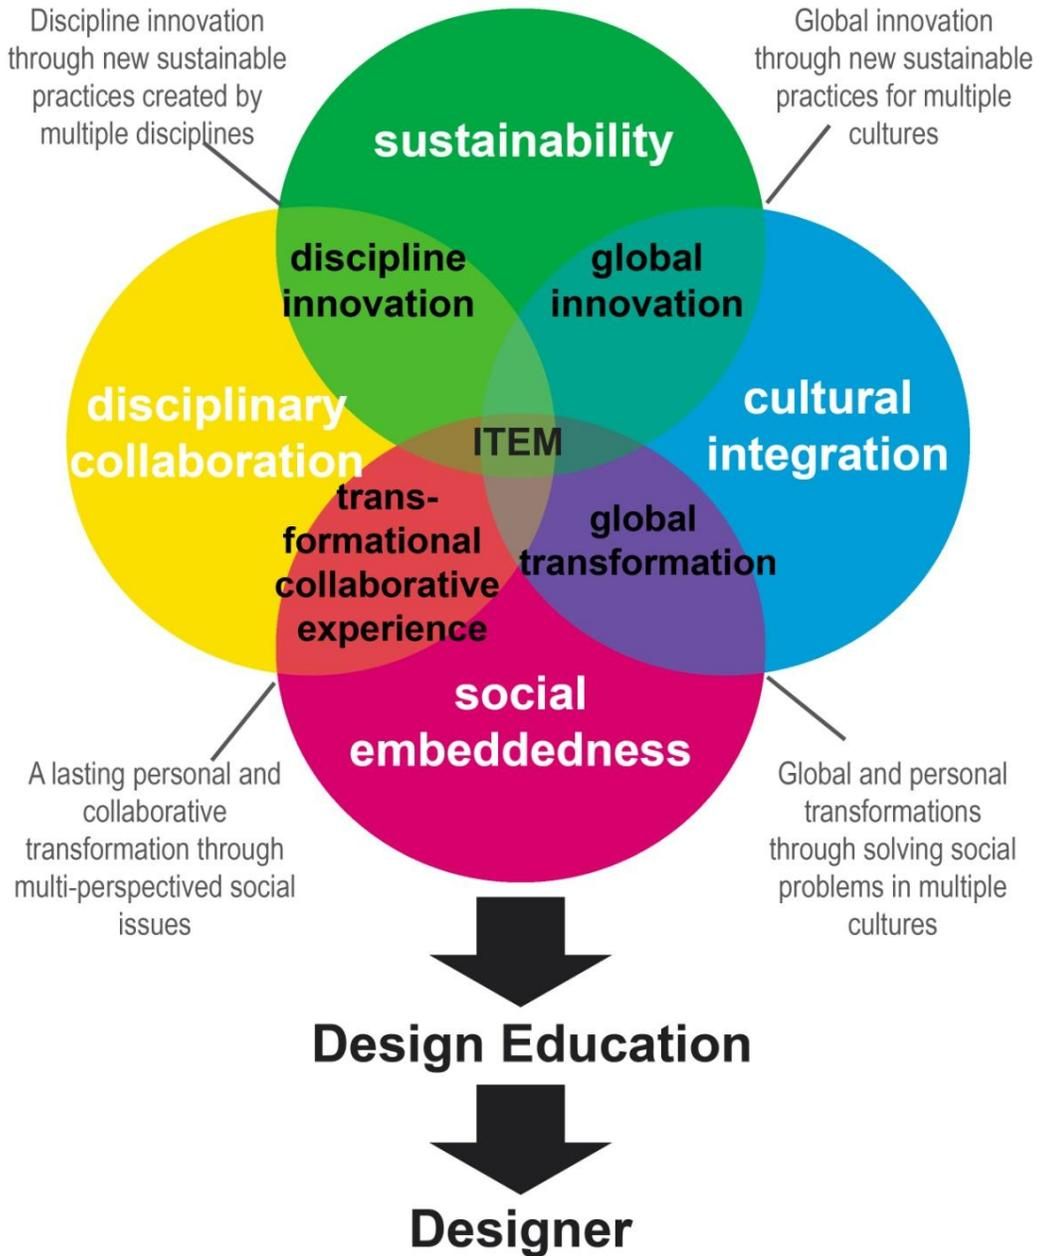 Discipline innovation
through new sustainable
practices created by
multiple disciplines
Global innovation
through new sustainable
practices for multiple
cultures
sustainability
discipline
innovation
global
innovation
disciplinary
collaboration
cultural
integration
ITEM
trans-
formational
collaborative
experience
global
transformation
social
embeddedness
A lasting personal and
collaborative
transformation through
multi-perspectived social
issues
Global and personal
transformations
through solving social
problems in multiple
cultures
Design Education
Designer